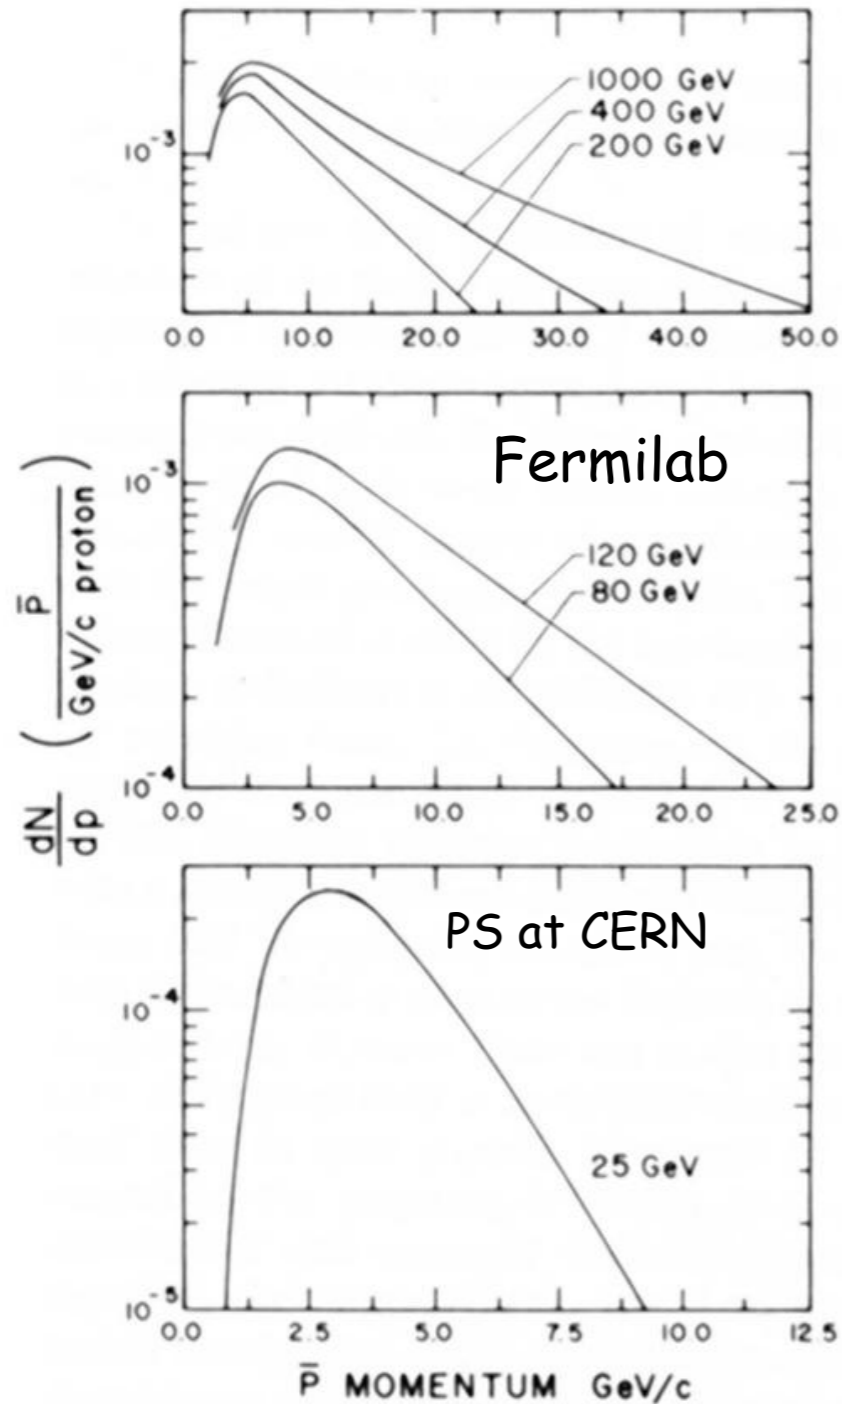 1000 GeV
400 GeV
200 GeV
10⁻³
0.0 10.0 20.0 30.0 40.0 50.0
Fermilab
10⁻³
120 GeV
80 GeV
10⁻⁴
0.0 5.0 10.0 15.0 20.0 25.0
dN/dp ( P̄ / GeV/c proton )
PS at CERN
10⁻⁴
25 GeV
10⁻⁵
0.0 2.5 5.0 7.5 10.0 12.5
P̄ MOMENTUM GeV/c